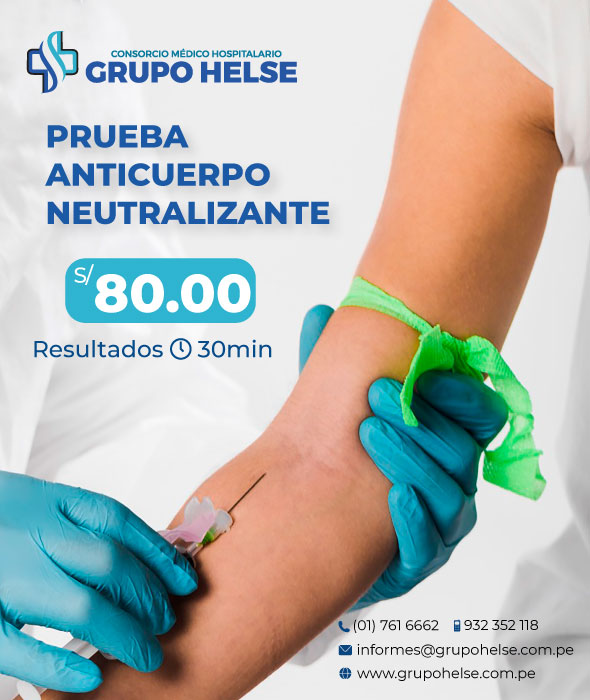 CONSORCIO MÉDICO HOSPITALARIO
GRUPO HELSE
PRUEBA
ANTICUERPO
NEUTRALIZANTE
S/ 80.00
Resultados 30min
(01) 761 6662 932 352 118
informes@grupohelse.com.pe
www.grupohelse.com.pe